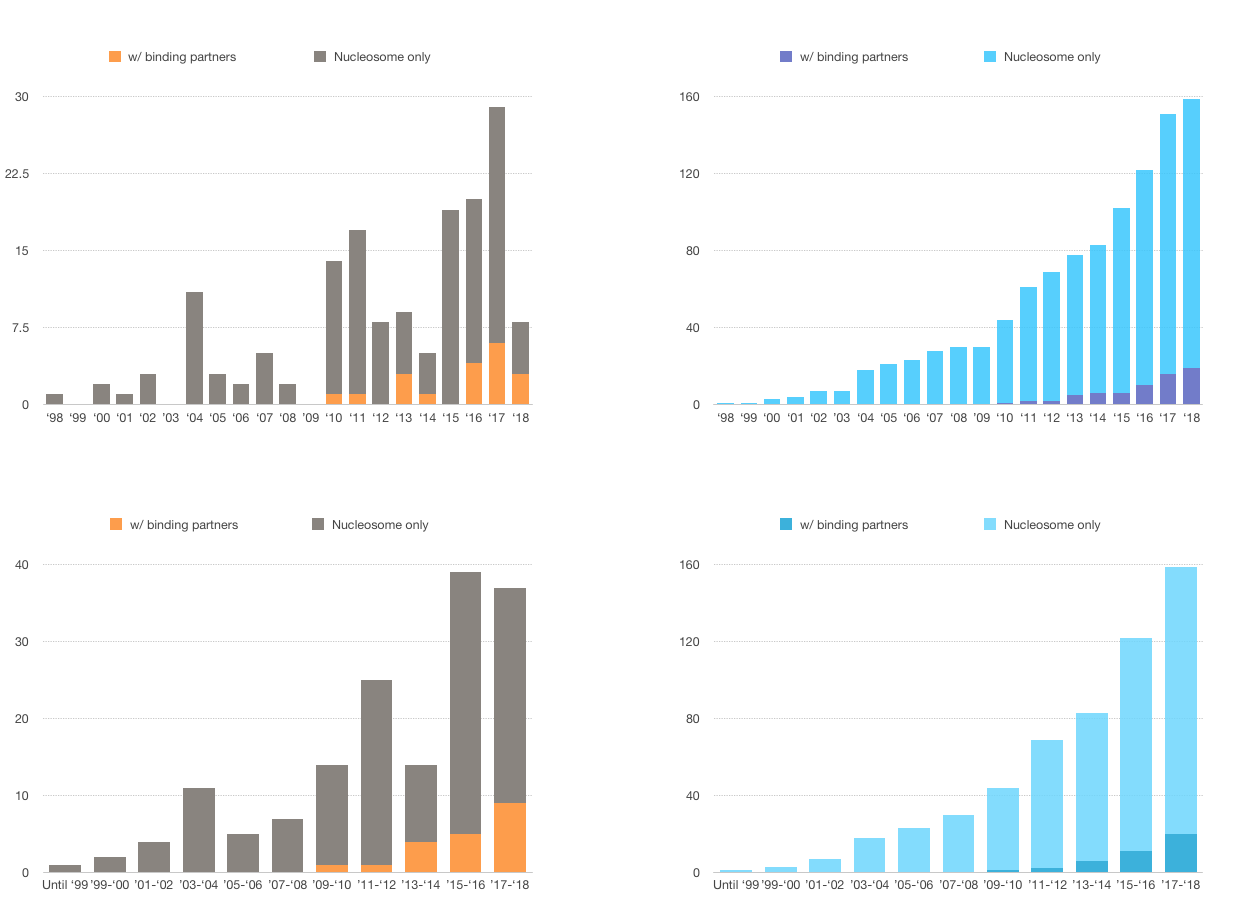 w/ binding partners Nucleosome only
30
22.5
15
7.5
0
‘98 ‘99 ‘00 ‘01 ‘02 ’03 ‘04 ‘05 ‘06 ‘07 ‘08 ’09 ‘10 ‘11 ‘12 ‘13 ‘14 ‘15 ‘16 ‘17 ‘18
w/ binding partners Nucleosome only
160
120
80
40
0
‘98 ‘99 ‘00 ‘01 ‘02 ’03 ‘04 ‘05 ‘06 ‘07 ‘08 ’09 ‘10 ‘11 ‘12 ‘13 ‘14 ‘15 ‘16 ‘17 ‘18
w/ binding partners Nucleosome only
40
30
20
10
0
Until ‘99 ’99-‘00 ’01-‘02 ’03-‘04 ’05-‘06 ’07-‘08 ’09-‘10 ’11-‘12 ’13-‘14 ’15-‘16 ’17-‘18
w/ binding partners Nucleosome only
160
120
80
40
0
Until ‘99 ’99-‘00 ’01-‘02 ’03-‘04 ’05-‘06 ’07-‘08 ’09-‘10 ’11-‘12 ’13-‘14 ’15-‘16 ’17-‘18